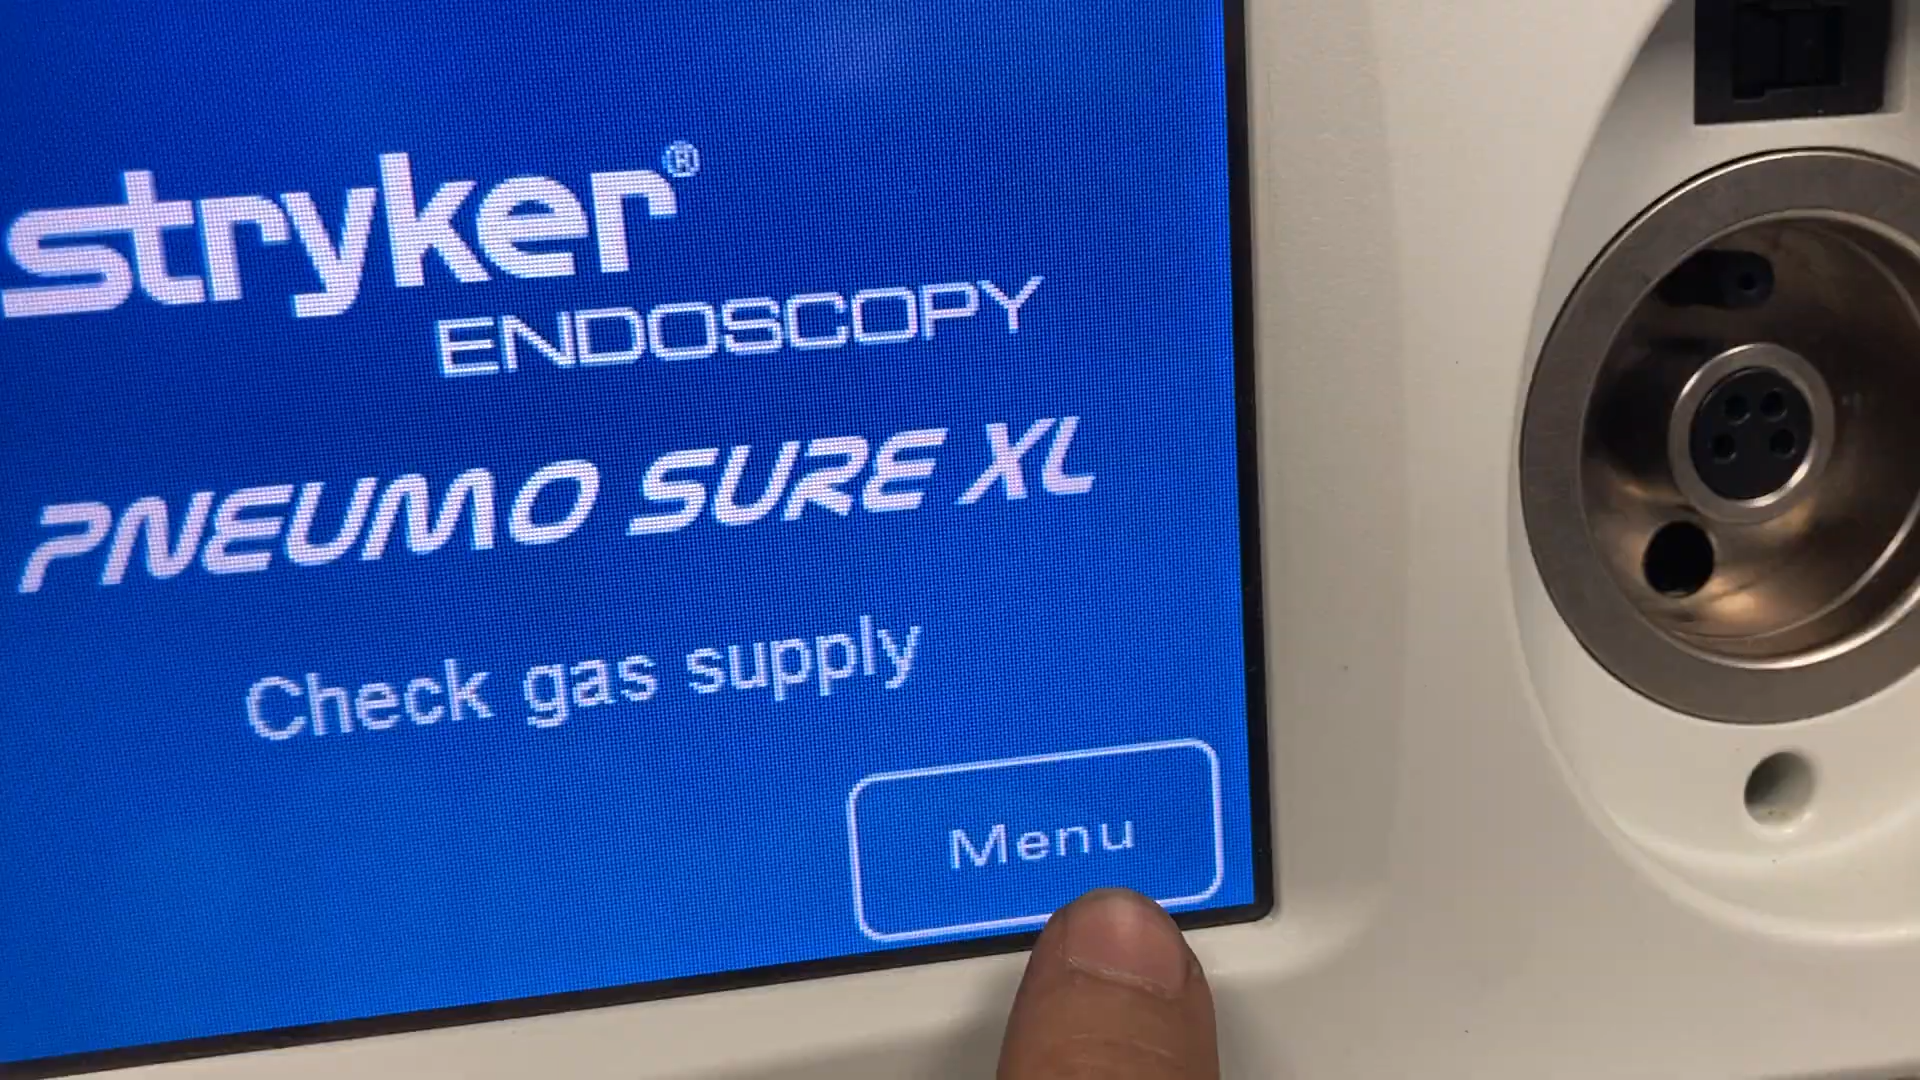 stryker®
ENDOSCOPY
PNEUMO SURE XL
Check gas supply
Menu